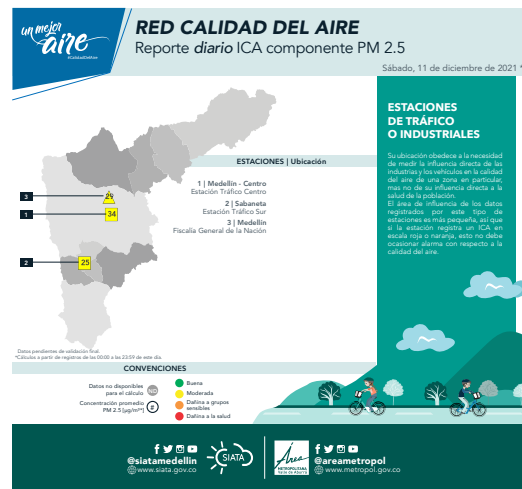 un mejor
aire
#CalidadDelAire
RED CALIDAD DEL AIRE
Reporte diario ICA componente PM 2.5
Sábado, 11 de diciembre de 2021 *
ESTACIONES | Ubicación
1 | Medellín - Centro
Estación Tráfico Centro
2 | Sabaneta
Estación Tráfico Sur
3 | Medellín
Fiscalía General de la Nación
3
29
1
34
2
25
ESTACIONES
DE TRÁFICO
O INDUSTRIALES
Su ubicación obedece a la necesidad
de medir la influencia directa de las
industrias y los vehículos en la calidad
del aire de una zona en particular,
mas no de su influencia directa a la
salud de la población.
El área de influencia de los datos
registrados por este tipo de
estaciones es más pequeña, así que
si la estación registra un ICA en
escala roja o naranja, esto no debe
ocasionar alarma con respecto a la
calidad del aire.
Datos pendientes de validación final.
*Cálculos a partir de registros de las 00:00 a las 23:59 de este día.
CONVENCIONES
Datos no disponibles
para el cálculo
ND
Concentración promedio
PM 2.5 [µg/m³*]
#
Buena
Moderada
Dañina a grupos
sensibles
Dañina a la salud
@siatamedellin
www.siata.gov.co
SIATA
Área
METROPOLITANA
Valle de Aburrá
@areametropol
www.metropol.gov.co